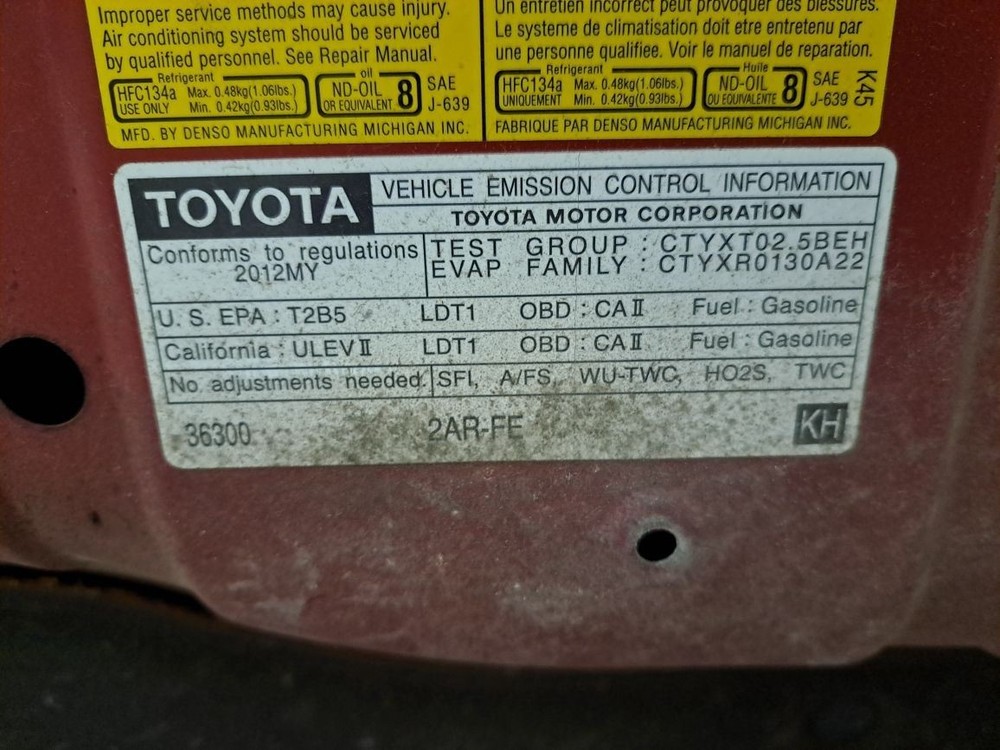 Improper service methods may cause injury.
Air conditioning system should be serviced
by qualified personnel. See Repair Manual.
Refrigerant
HFC134a Max. 0.48kg(1.06lbs.)
USE ONLY Min. 0.42kg(0.93lbs.)
oil
ND-OIL 8
OR EQUIVALENT
SAE
J-639
MFD. BY DENSO MANUFACTURING MICHIGAN INC.
Un entretien incorrect peut provoquer des blessures.
Le systeme de climatisation doit etre entretenu par
une personne qualifiee. Voir le manuel de reparation.
Refrigerant
HFC134a Max. 0.48kg(1.06lbs.)
UNIQUEMENT Min. 0.42kg(0.93lbs.)
Huile
ND-OIL 8
OU EQUIVALENTE
SAE
J-639
K45
FABRIQUE PAR DENSO MANUFACTURING MICHIGAN INC.
TOYOTA VEHICLE EMISSION CONTROL INFORMATION
TOYOTA MOTOR CORPORATION
Conforms to regulations
2012MY
TEST GROUP : CTYXT02.5BEH
EVAP FAMILY : CTYXR0130A22
U. S. EPA : T2B5 LDT1 OBD : CAⅡ Fuel : Gasoline
California : ULEVⅡ LDT1 OBD : CAⅡ Fuel : Gasoline
No adjustments needed. SFI, A/FS, WU-TWC, HO2S, TWC
36300 2AR-FE KH